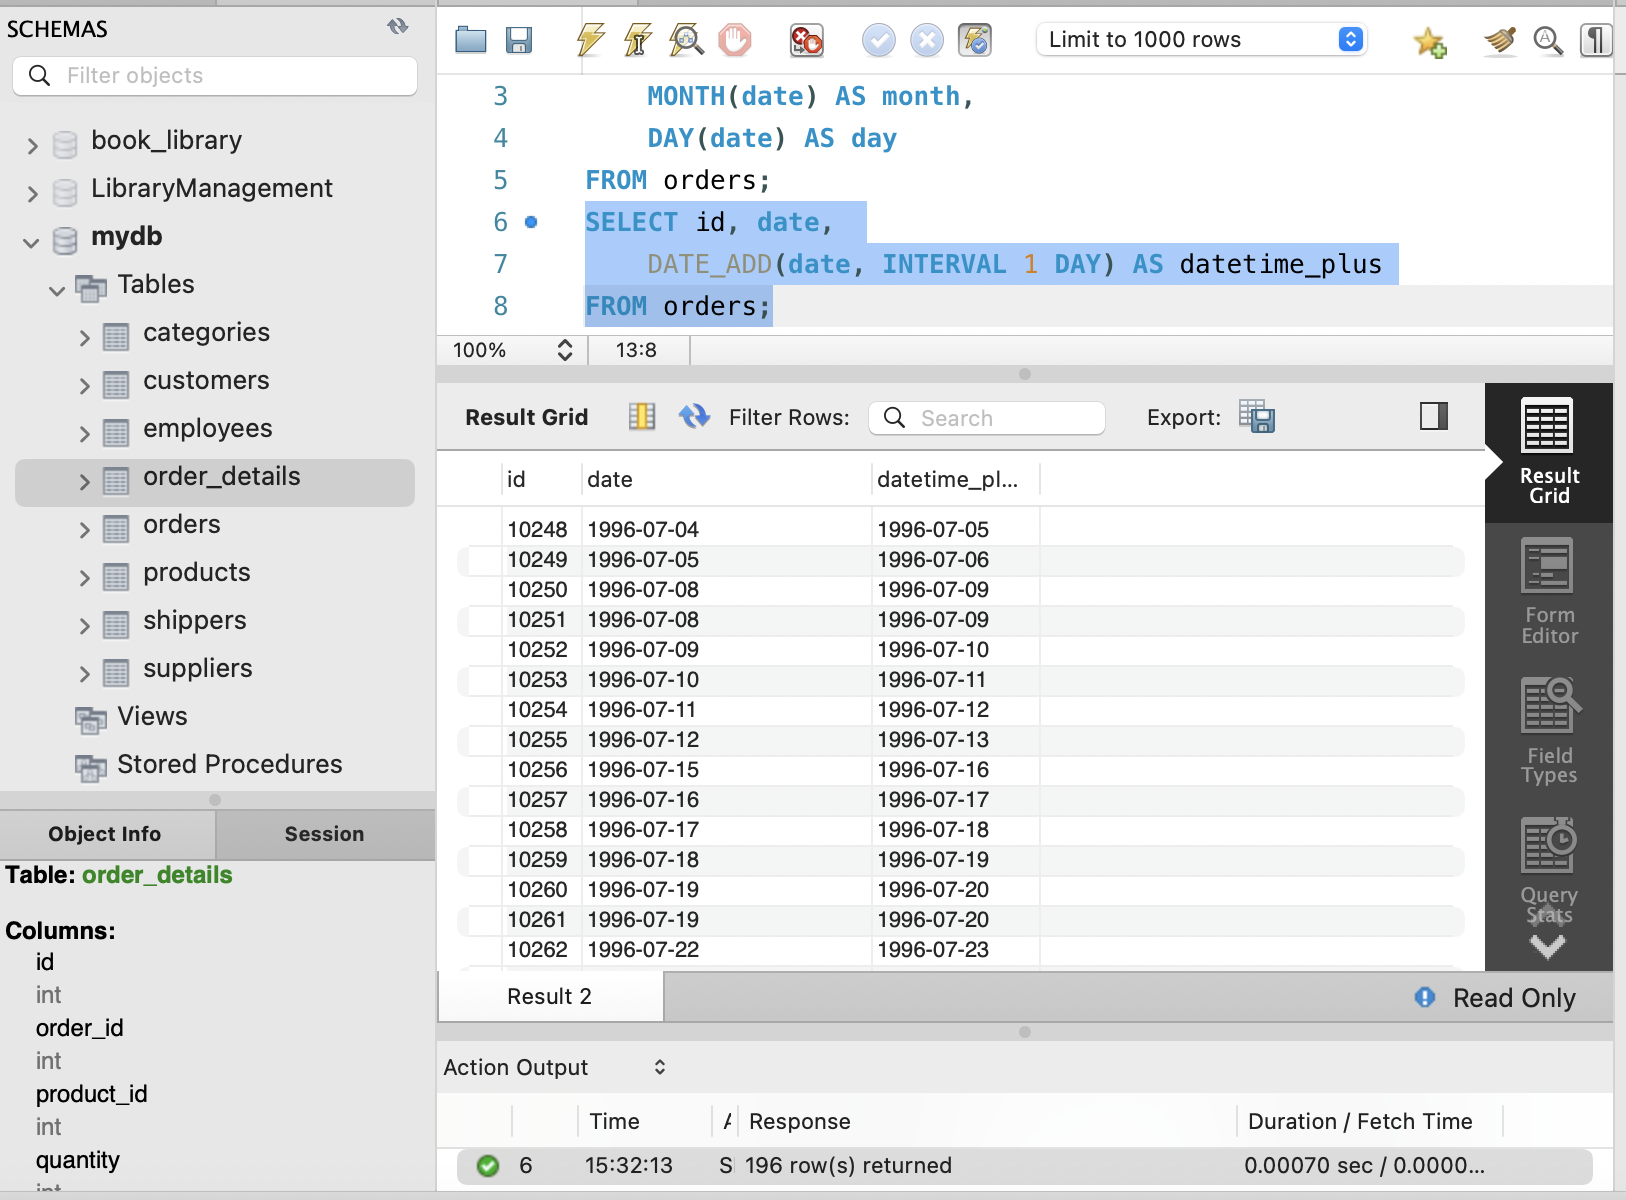 SCHEMAS
Filter objects
book_library
LibraryManagement
mydb
Tables
categories
customers
employees
order_details
orders
products
shippers
suppliers
Views
Stored Procedures
Object Info
Session
Table: order_details
Columns:
id
int
order_id
int
product_id
int
quantity
Limit to 1000 rows
3 MONTH(date) AS month,
4 DAY(date) AS day
5 FROM orders;
6 SELECT id, date,
7 DATE_ADD(date, INTERVAL 1 DAY) AS datetime_plus
8 FROM orders;
100% 13:8
Result Grid Filter Rows: Search Export:
id date datetime_pl...
10248 1996-07-04 1996-07-05
10249 1996-07-05 1996-07-06
10250 1996-07-08 1996-07-09
10251 1996-07-08 1996-07-09
10252 1996-07-09 1996-07-10
10253 1996-07-10 1996-07-11
10254 1996-07-11 1996-07-12
10255 1996-07-12 1996-07-13
10256 1996-07-15 1996-07-16
10257 1996-07-16 1996-07-17
10258 1996-07-17 1996-07-18
10259 1996-07-18 1996-07-19
10260 1996-07-19 1996-07-20
10261 1996-07-19 1996-07-20
10262 1996-07-22 1996-07-23
Result
Grid
Form
Editor
Field
Types
Query
Stats
Result 2
Read Only
Action Output
Time Response Duration / Fetch Time
6 15:32:13 S 196 row(s) returned 0.00070 sec / 0.0000...